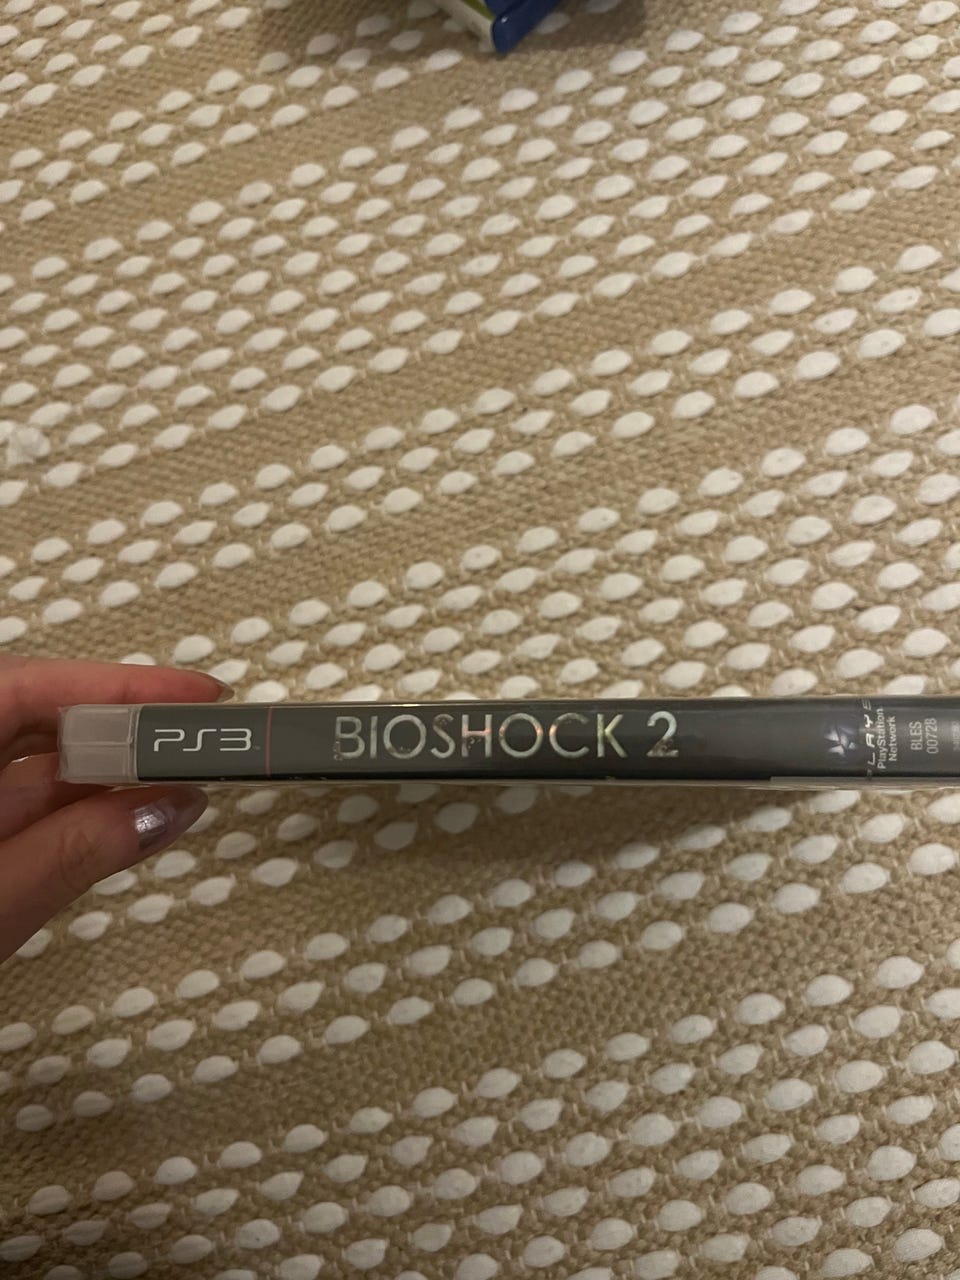 PS3
BIOSHOCK 2
PlayStation
Network
BLES
00728